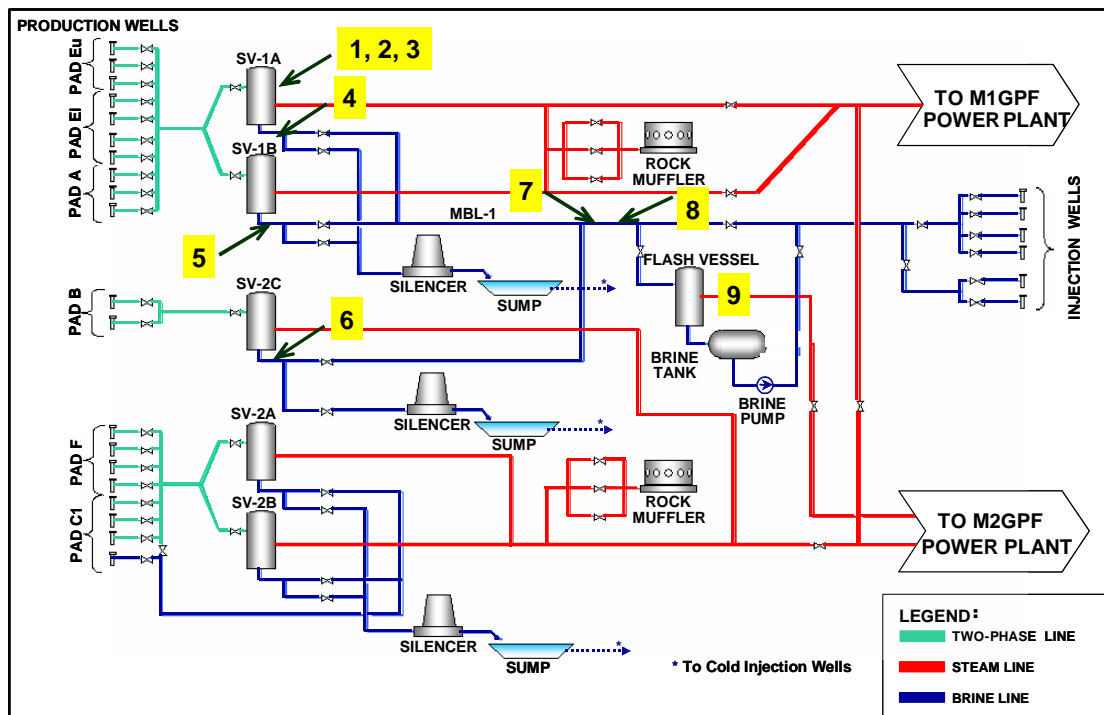 PRODUCTION WELLS
PAD Eu
PAD EI
PAD A
SV-1A
1, 2, 3
4
SV-1B
TO M1GPF
POWER PLANT
ROCK
MUFFLER
7
8
MBL-1
5
SILENCER
SUMP
*
FLASH VESSEL
9
INJECTION WELLS
PAD B
SV-2C
6
BRINE
TANK
BRINE
PUMP
SILENCER
SUMP
*
PAD F
PAD C1
SV-2A
SV-2B
ROCK
MUFFLER
TO M2GPF
POWER PLANT
SILENCER
SUMP
*
* To Cold Injection Wells
LEGEND:
TWO-PHASE LINE
STEAM LINE
BRINE LINE